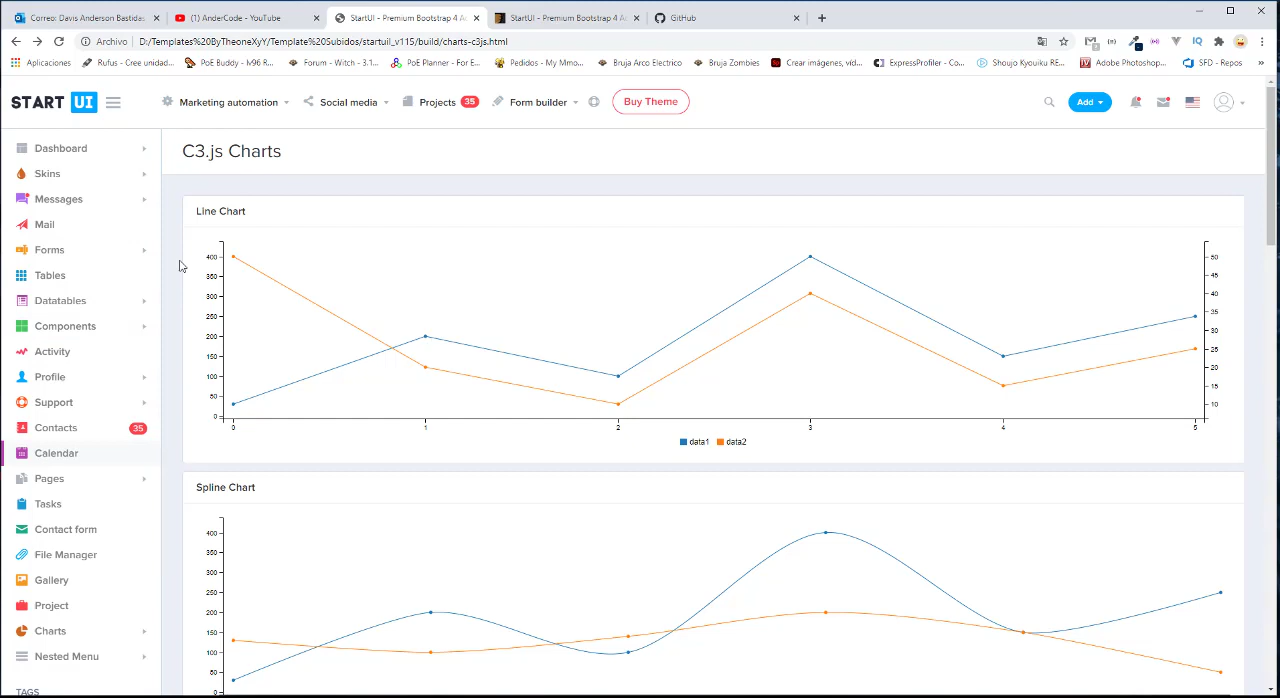 Correo: Davis Anderson Bastidas
(1) AnderCode - YouTube
StartUI - Premium Bootstrap 4 A
StartUI - Premium Bootstrap 4 A
GitHub
Archivo | D:/Templates%20ByTheoneXyY/Template%20Subidos/startuil_v115/build/charts-c3js.html
Aplicaciones
Rufus - Cree unidad...
PoE Buddy - lv96 R...
Forum - Witch - 3.1...
PoE Planner - For E...
Pedidos - My Mmo...
Bruja Arco Electrico
Bruja Zombies
Crear imágenes, víd...
ExpressProfiler - Co...
Shoujo Kyouiku RE...
Adobe Photoshop...
SFD - Repos
START UI
Marketing automation
Social media
Projects 35
Form builder
Buy Theme
Add
Dashboard
Skins
Messages
Mail
Forms
Tables
Datatables
Components
Activity
Profile
Support
Contacts 35
Calendar
Pages
Tasks
Contact form
File Manager
Gallery
Project
Charts
Nested Menu
TAGS
C3.js Charts
Line Chart
400
350
300
250
200
150
100
50
0
50
45
40
35
30
25
20
15
10
0 1 2 3 4 5
data1 data2
Spline Chart
400
350
300
250
200
150
100
50
0